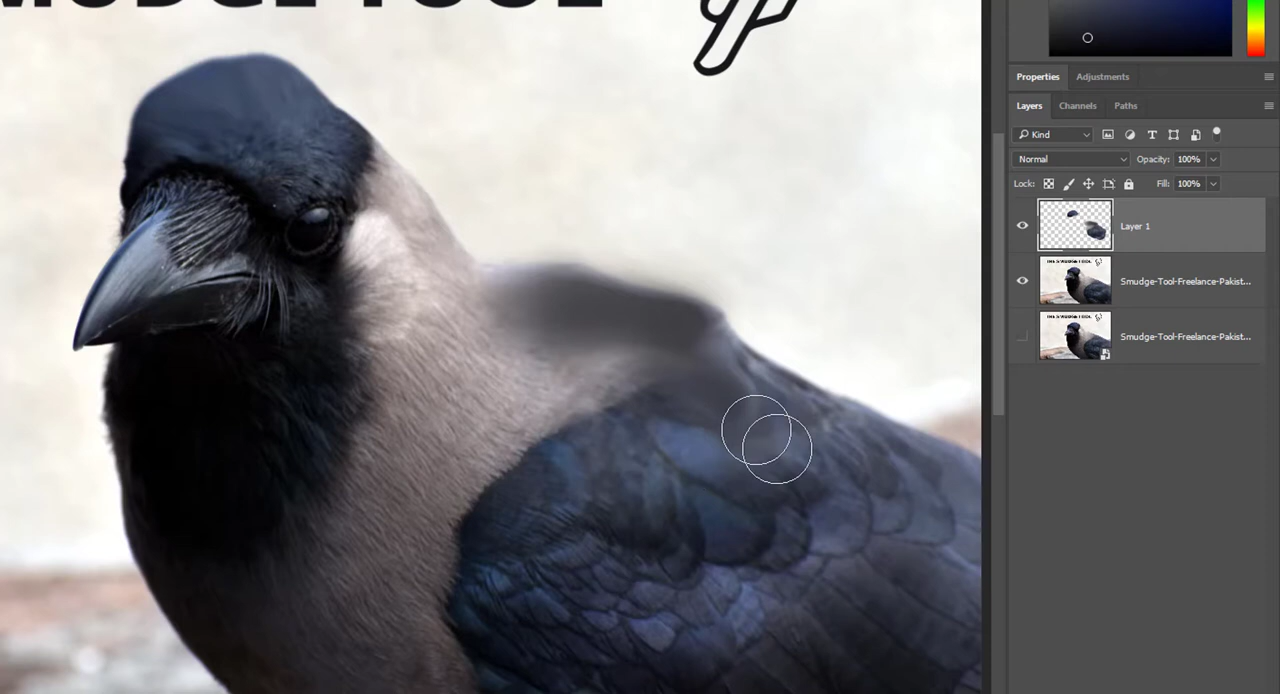 Properties Adjustments
Layers Channels Paths
Kind
Normal Opacity: 100%
Lock: Fill: 100%
Layer 1
Smudge-Tool-Freelance-Pakist...
Smudge-Tool-Freelance-Pakist...